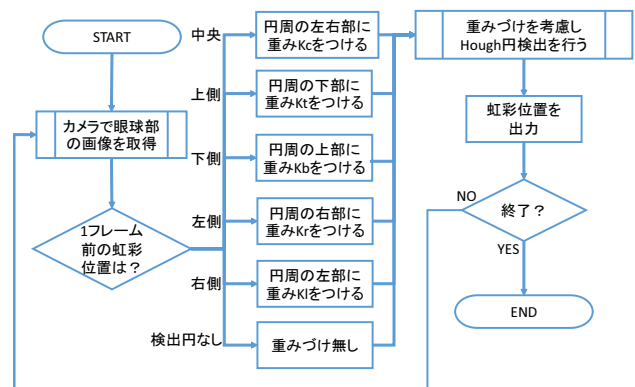 START
カメラで眼球部
の画像を取得
1フレーム
前の虹彩
位置は？
中央
円周の左右部に
重みKcをつける
上側
円周の下部に
重みKtをつける
下側
円周の上部に
重みKbをつける
左側
円周の右部に
重みKrをつける
右側
円周の左部に
重みKlをつける
検出円なし
重みづけ無し
重みづけを考慮し
Hough円検出を行う
虹彩位置を
出力
終了？
NO
YES
END